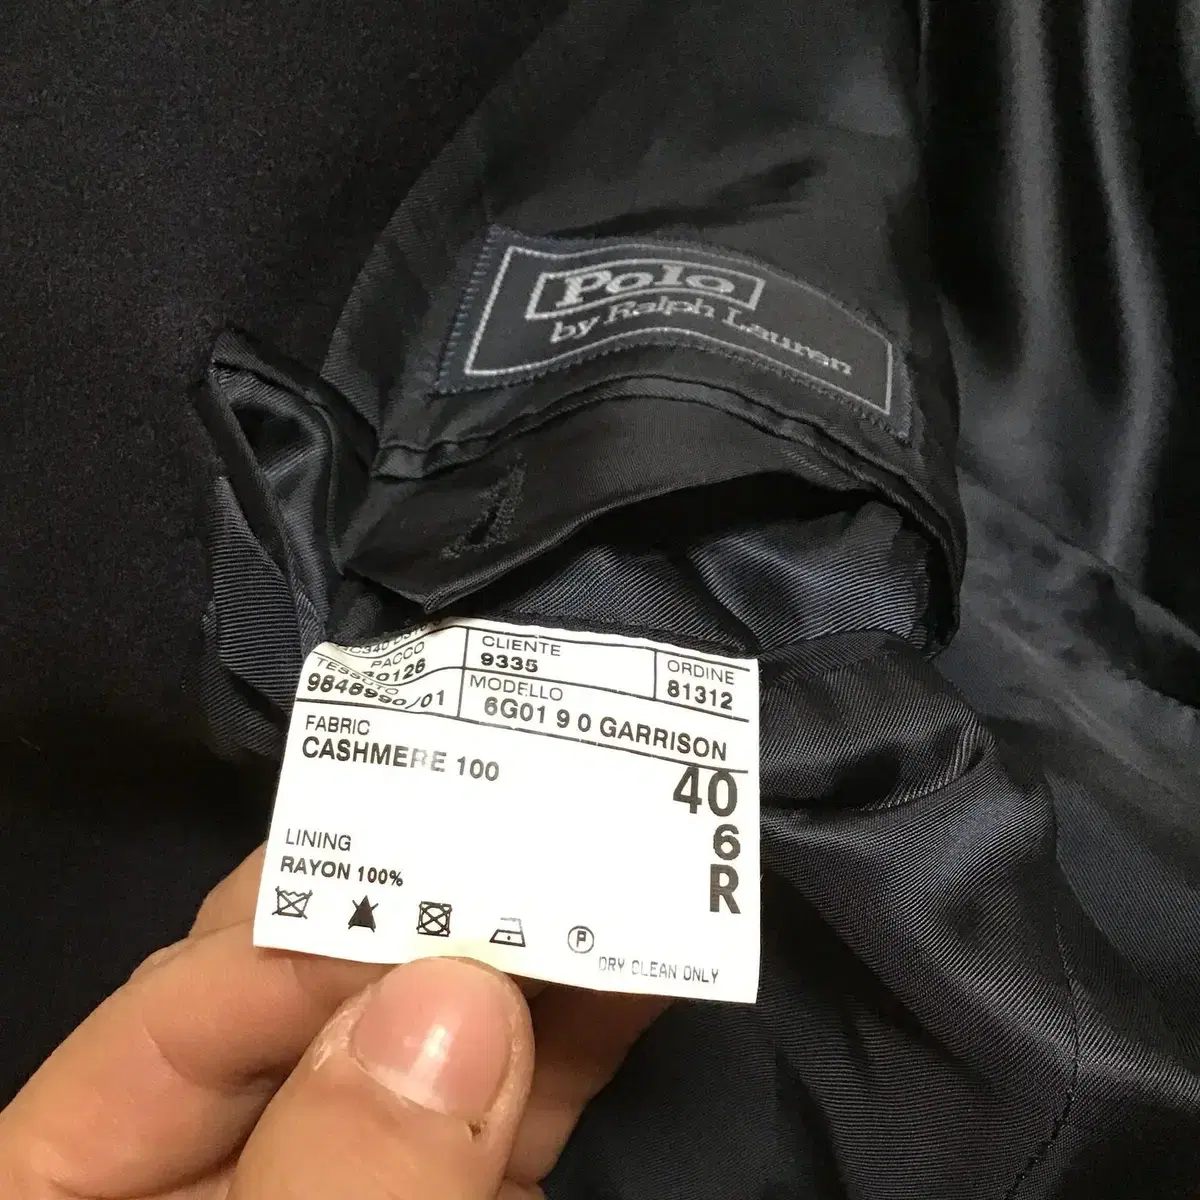 Polo
by Ralph Lauren
PACCO
CLIENTE
9335
ORDINE
81312
TESSUTO
MODELLO
6G01 9 0 GARRISON
FABRIC
CASHMERE 100
40
6
R
LINING
RAYON 100%
P
DRY CLEAN ONLY